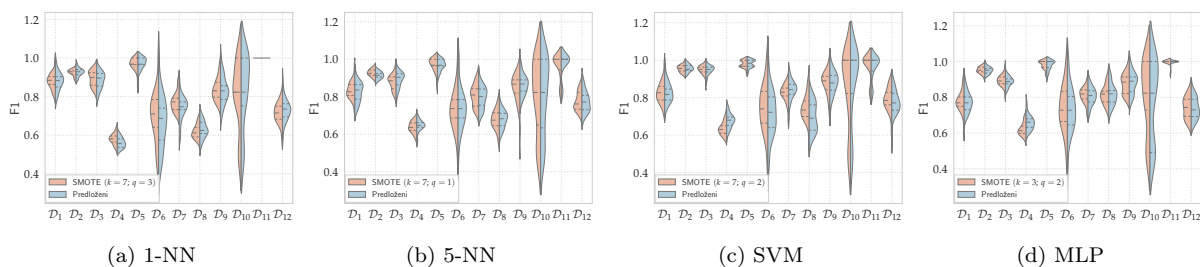 1.2
1.0
0.8
0.6
0.4
F1
SMOTE (k = 7; q = 3)
Predloženi
D1 D2 D3 D4 D5 D6 D7 D8 D9 D10 D11 D12
(a) 1-NN
1.2
1.0
0.8
0.6
0.4
F1
SMOTE (k = 7; q = 1)
Predloženi
D1 D2 D3 D4 D5 D6 D7 D8 D9 D10 D11 D12
(b) 5-NN
1.2
1.0
0.8
0.6
0.4
F1
SMOTE (k = 7; q = 2)
Predloženi
D1 D2 D3 D4 D5 D6 D7 D8 D9 D10 D11 D12
(c) SVM
1.2
1.0
0.8
0.6
0.4
F1
SMOTE (k = 3; q = 2)
Predloženi
D1 D2 D3 D4 D5 D6 D7 D8 D9 D10 D11 D12
(d) MLP